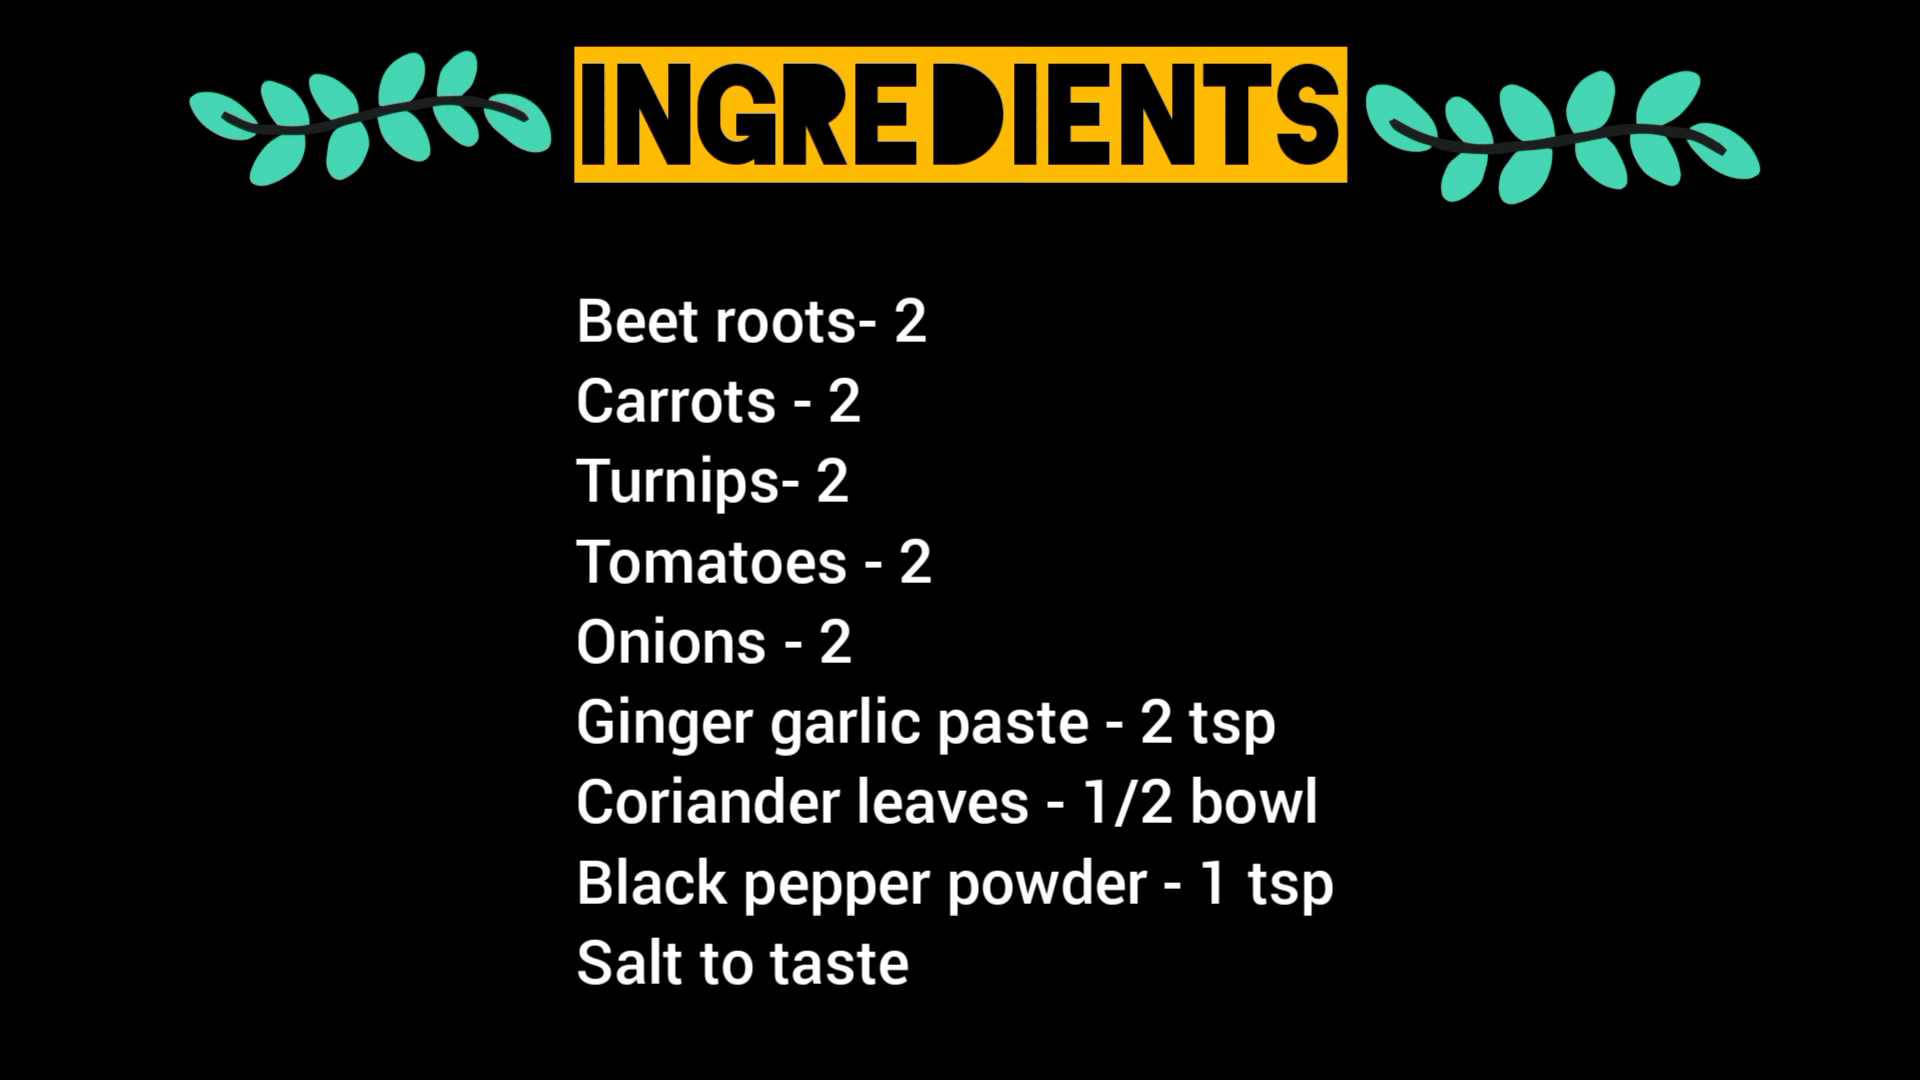 INGREDIENTS
Beet roots- 2
Carrots - 2
Turnips- 2
Tomatoes - 2
Onions - 2
Ginger garlic paste - 2 tsp
Coriander leaves - 1/2 bowl
Black pepper powder - 1 tsp
Salt to taste